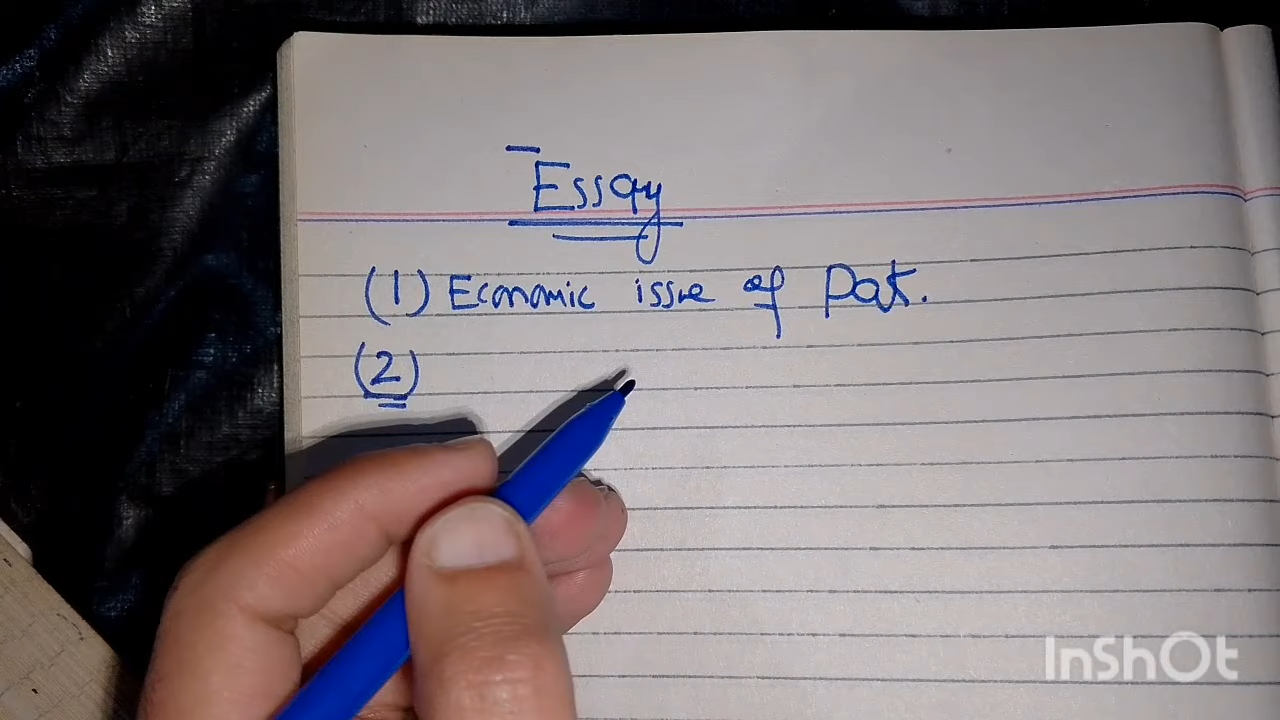 Essay
(1) Economic issue of Pak.
(2)
InShOt